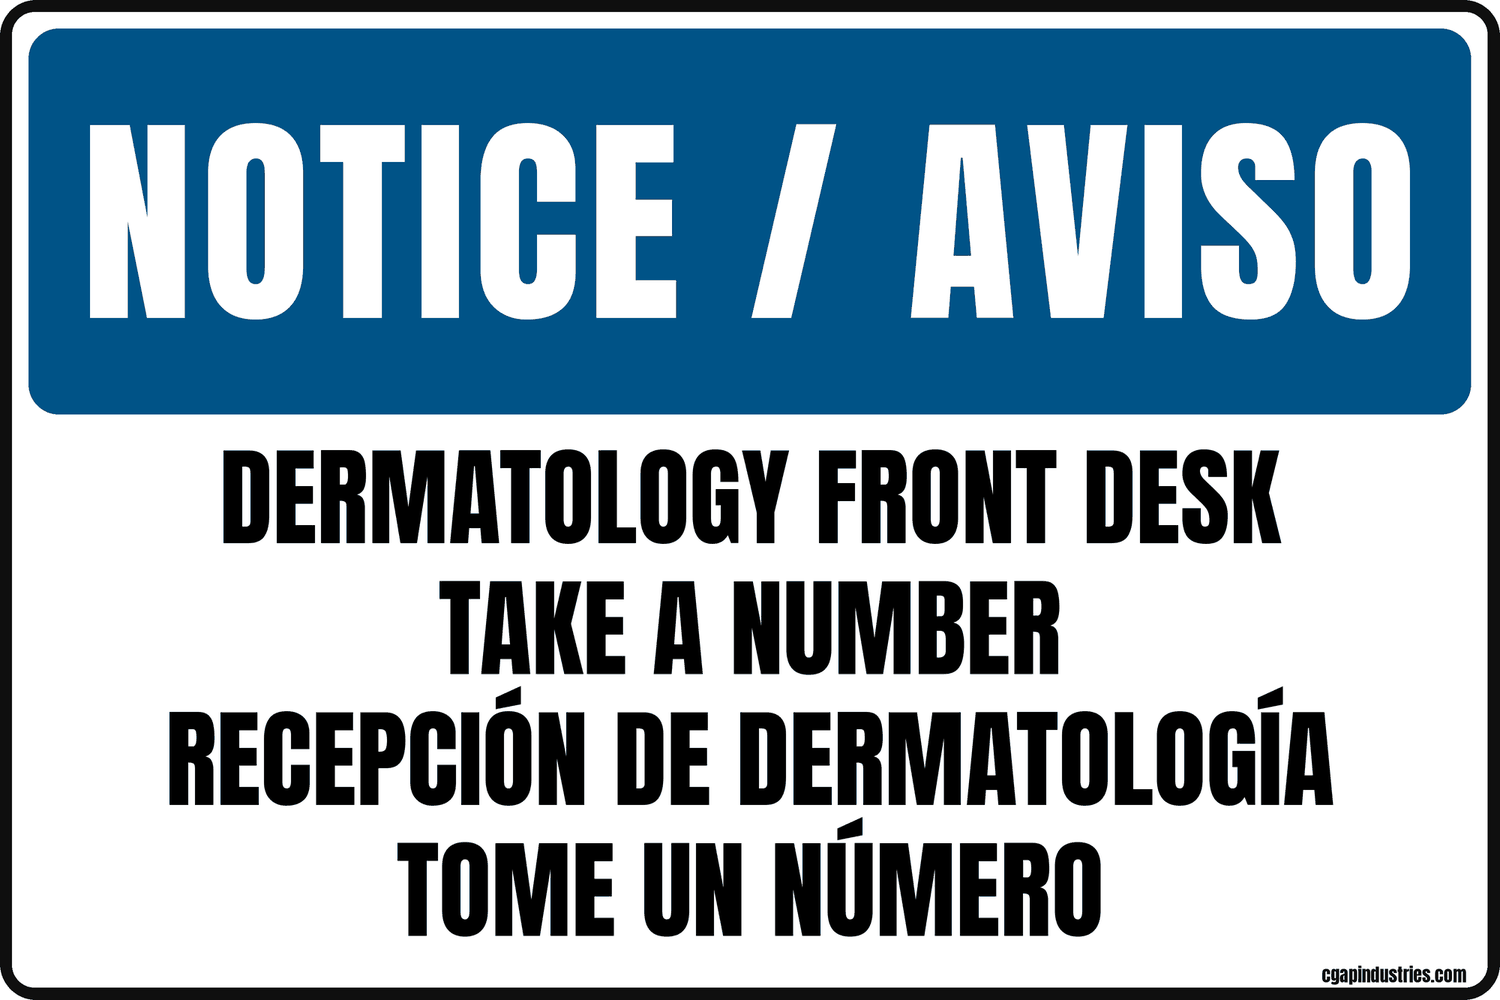 NOTICE / AVISO
DERMATOLOGY FRONT DESK
TAKE A NUMBER
RECEPCIÓN DE DERMATOLOGÍA
TOME UN NÚMERO
cgapindustries.com